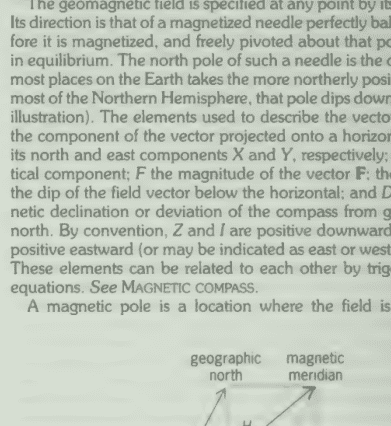 The geomagnetic field is specified at any point by its
Its direction is that of a magnetized needle perfectly bal
fore it is magnetized, and freely pivoted about that po
in equilibrium. The north pole of such a needle is the o
most places on the Earth takes the more northerly posi
most of the Northern Hemisphere, that pole dips down
illustration). The elements used to describe the vecto
the component of the vector projected onto a horizon
its north and east components X and Y, respectively;
tical component; F the magnitude of the vector F; the
the dip of the field vector below the horizontal; and D
netic declination or deviation of the compass from g
north. By convention, Z and I are positive downward
positive eastward (or may be indicated as east or west
These elements can be related to each other by trig
equations. See MAGNETIC COMPASS.
A magnetic pole is a location where the field is
geographic north
magnetic meridian
H